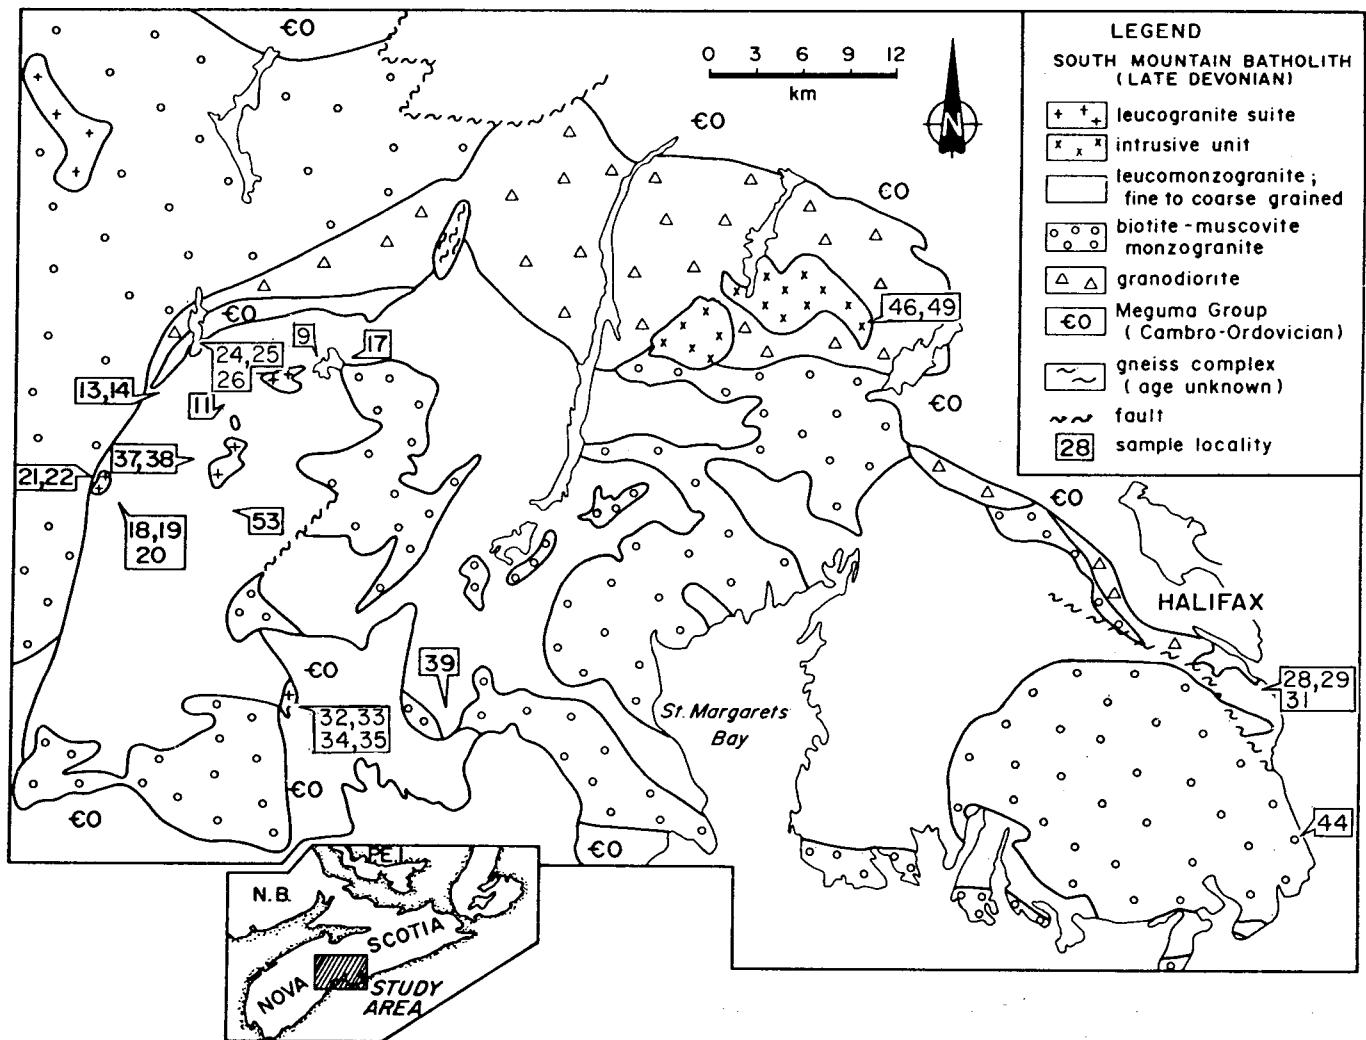 €O
0 3 6 9 12
km
N
€O
€O
€O
€O
€O
€O
€O
€O
€O
46,49
9
17
24,25
26
13,14
11
37,38
21,22
18,19
20
53
39
32,33
34,35
28,29
31
44
HALIFAX
St. Margarets
Bay
LEGEND
SOUTH MOUNTAIN BATHOLITH
(LATE DEVONIAN)
leucogranite suite
intrusive unit
leucomonzogranite;
fine to coarse grained
biotite-muscovite
monzogranite
granodiorite
€O Meguma Group
(Cambro-Ordovician)
gneiss complex
(age unknown)
fault
28 sample locality
P.E.I.
N.B.
NOVA SCOTIA
STUDY
AREA